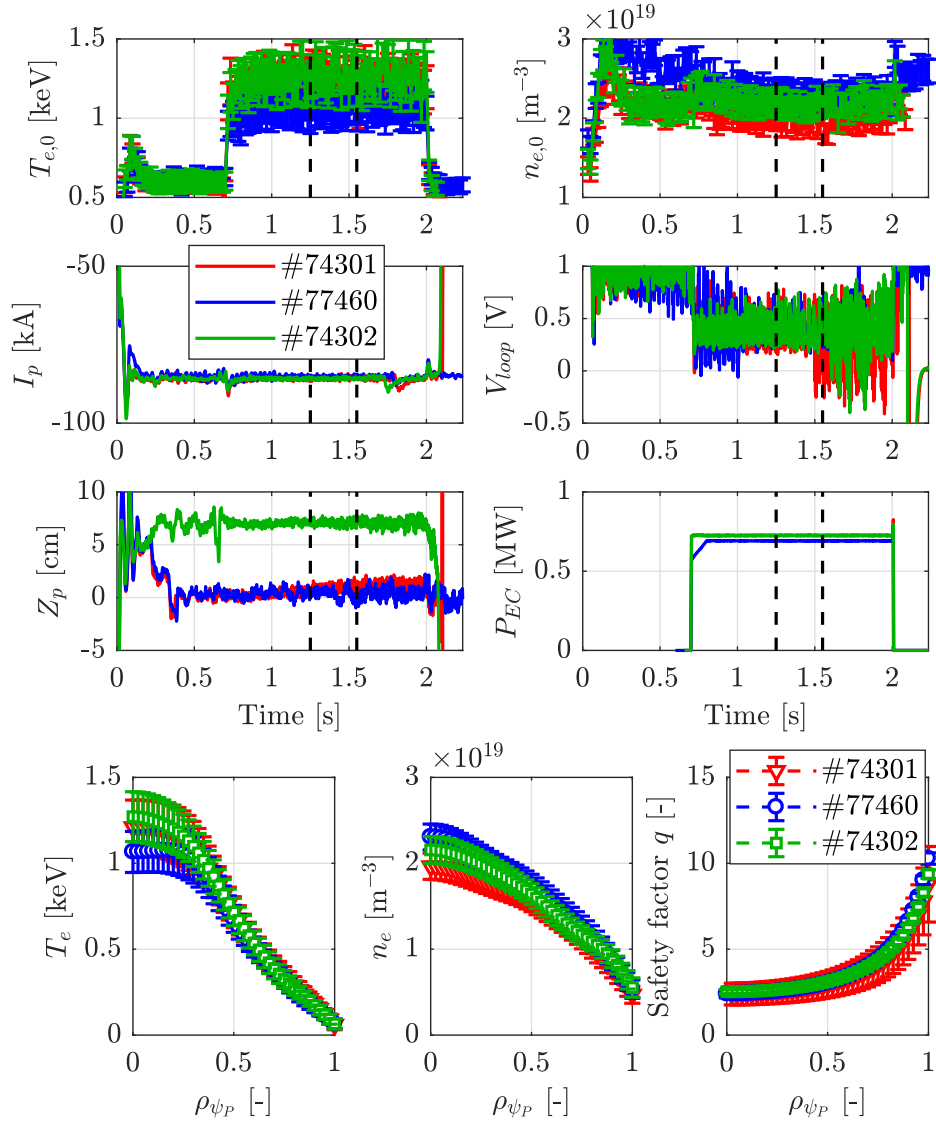 ×10^19
1.5
1
0.5
T_{e,0} [keV]
0 0.5 1 1.5 2
3
2
1
n_{e,0} [m^{-3}]
0 0.5 1 1.5 2
-50
-100
I_p [kA]
#74301
#77460
#74302
0 0.5 1 1.5 2
1
0.5
0
-0.5
V_{loop} [V]
0 0.5 1 1.5 2
10
5
0
-5
Z_p [cm]
0 0.5 1 1.5 2
Time [s]
1
0.5
0
P_{EC} [MW]
0 0.5 1 1.5 2
Time [s]
1.5
1
0.5
0
T_e [keV]
0 0.5 1
ρ_{ψ_P} [-]
×10^19
3
2
1
0
n_e [m^{-3}]
0 0.5 1
ρ_{ψ_P} [-]
#74301
#77460
#74302
15
10
5
0
Safety factor q [-]
0 0.5 1
ρ_{ψ_P} [-]